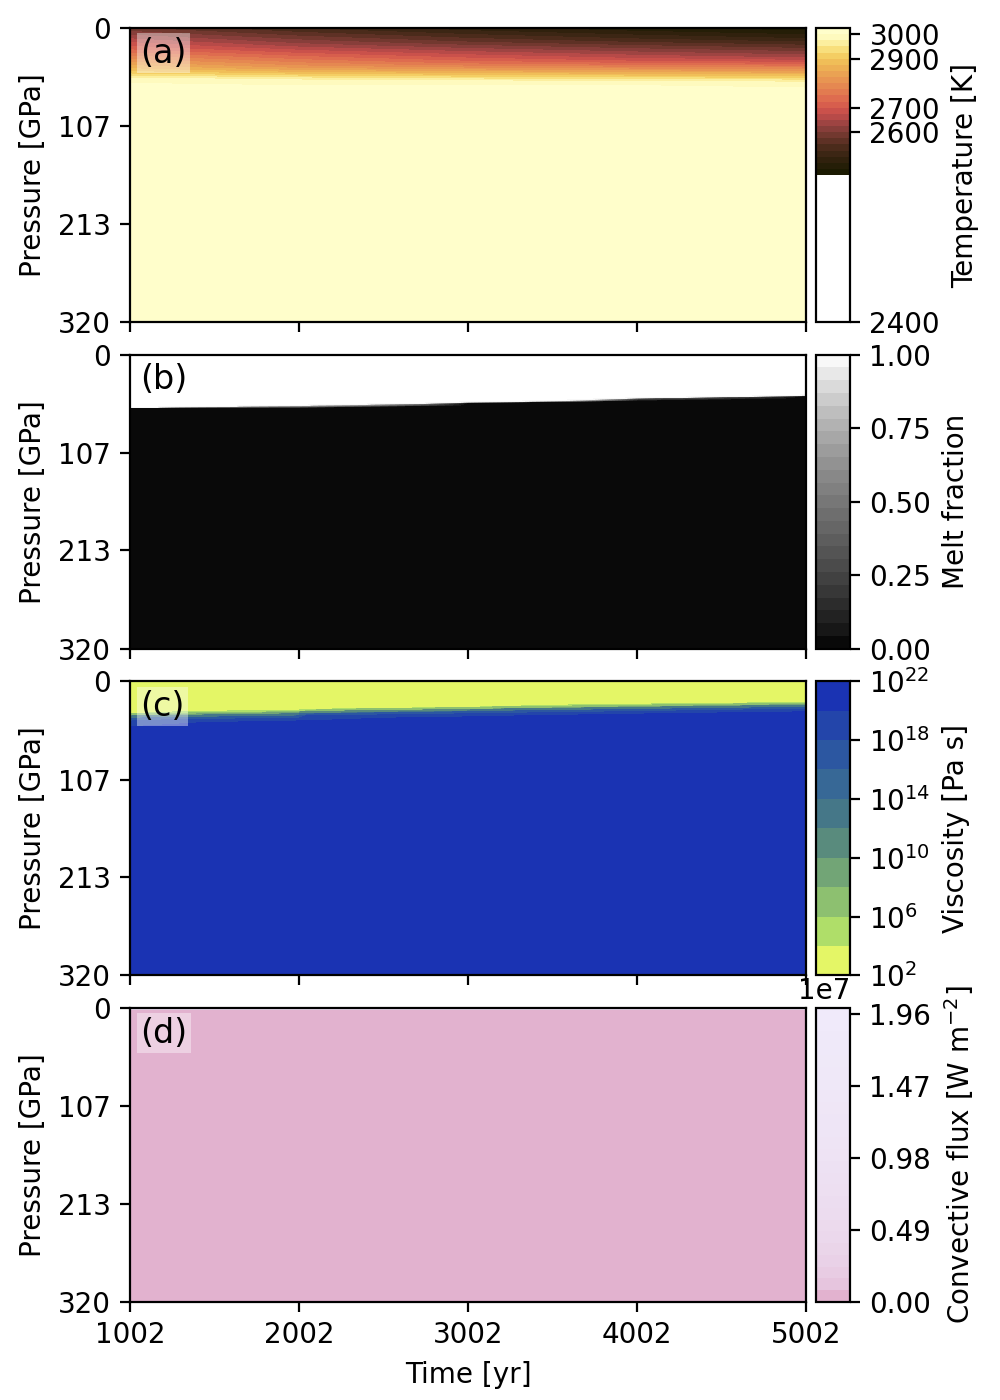 (a)
0
107
213
320
Pressure [GPa]
3000
2900
2700
2600
2400
Temperature [K]
(b)
0
107
213
320
Pressure [GPa]
1.00
0.75
0.50
0.25
0.00
Melt fraction
(c)
0
107
213
320
Pressure [GPa]
10²²
10¹⁸
10¹⁴
10¹⁰
10⁶
10²
Viscosity [Pa s]
1e7
(d)
0
107
213
320
Pressure [GPa]
1.96
1.47
0.98
0.49
0.00
Convective flux [W m⁻²]
1002 2002 3002 4002 5002
Time [yr]